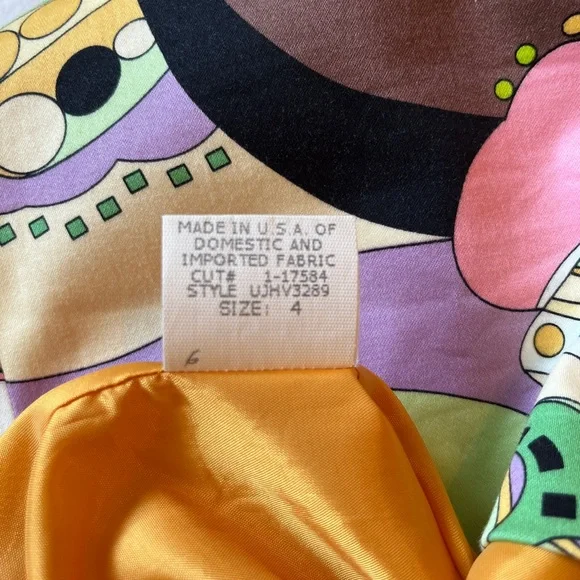 MADE IN U.S.A. OF
DOMESTIC AND
IMPORTED FABRIC
CUT# 1-17584
STYLE UJHV3289
SIZE: 4
6